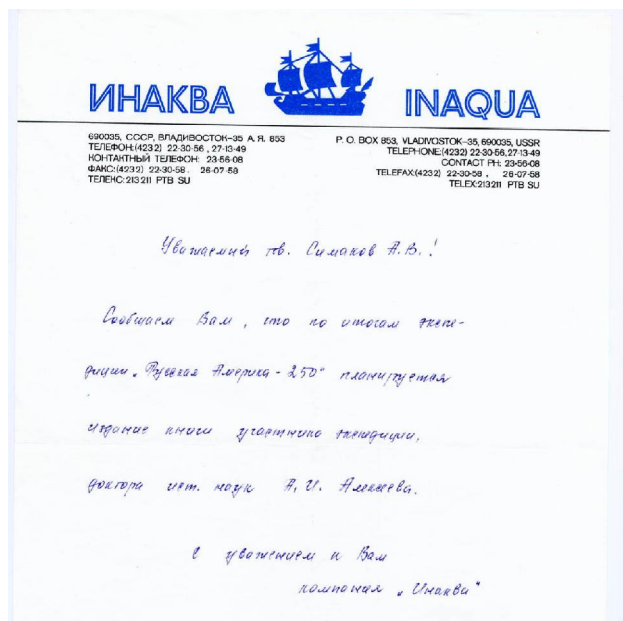 ИНАКВА
INAQUA
690035, СССР, ВЛАДИВОСТОК-35 А. Я. 853
ТЕЛЕФОН:(4232) 22-30-56 , 27-13-49
КОНТАКТНЫЙ ТЕЛЕФОН: 23-56-08
ФАКС:(4232) 22-30-58 , 26-07-58
ТЕЛЕКС:213211 PTB SU
P. O. BOX 853, VLADIVOSTOK-35, 690035, USSR
TELEPHONE:(4232) 22-30-56,27-13-49
CONTACT PH: 23-56-08
TELEFAX:(4232) 22-30-58 , 26-07-58
TELEX:213211 PTB SU
Уважаемый тов. Симаков А.В.!
Сообщаем Вам, что по итогам экспе-
диции „Русская Америка - 250" планируется
издание книги участника экспедиции,
доктора ист. наук А. И. Алексеева.
С уважением к Вам
компания „Инаква"